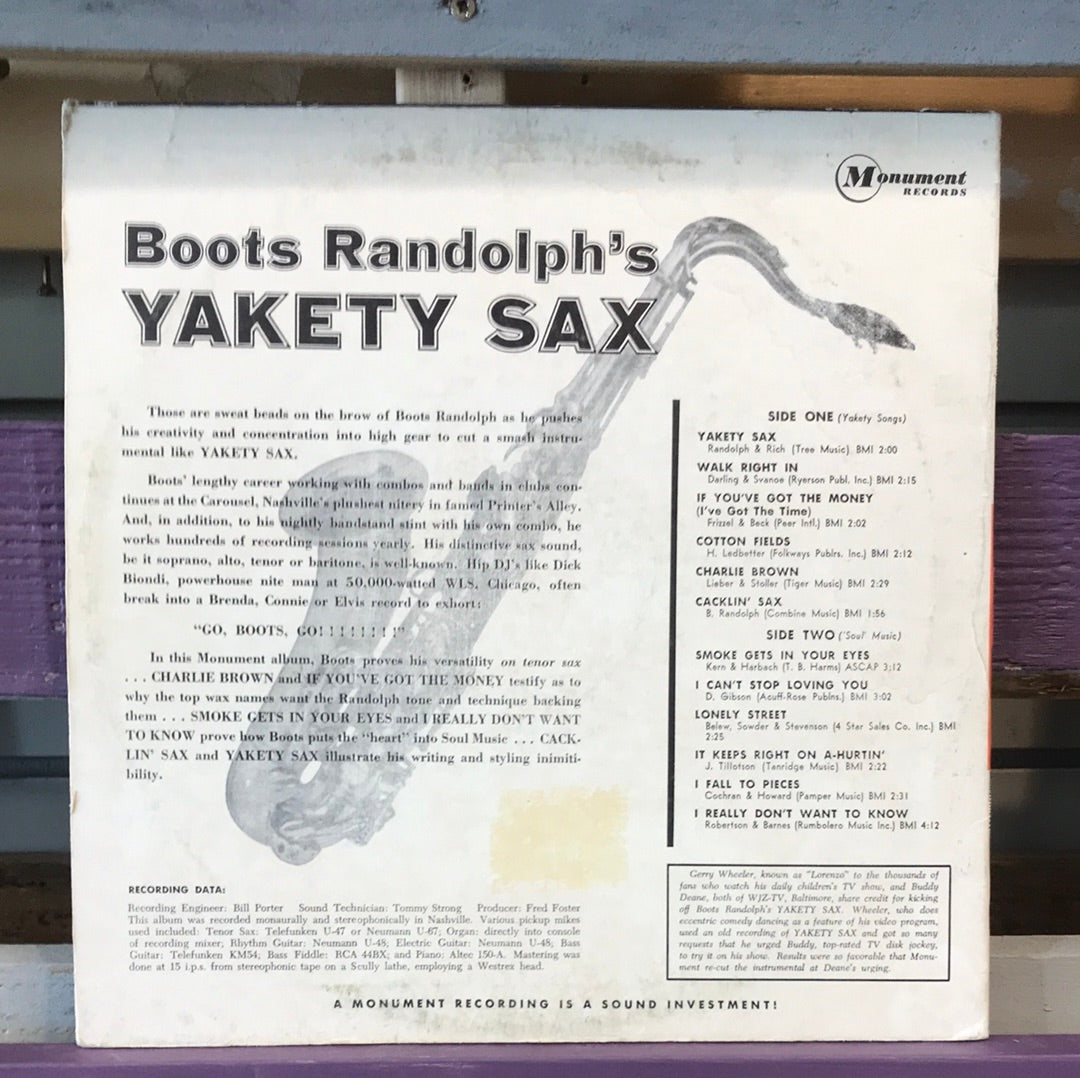 Monument
RECORDS
Boots Randolph's
YAKETY SAX
Those are sweat beads on the brow of Boots Randolph as he pushes
his creativity and concentration into high gear to cut a smash instru-
mental like YAKETY SAX.
Boots' lengthy career working with combos and bands in clubs con-
tinues at the Carousel, Nashville's plushest nitery in famed Printer's Alley.
And, in addition, to his nightly bandstand stint with his own combo, he
works hundreds of recording sessions yearly. His distinctive sax sound,
be it soprano, alto, tenor or baritone, is well-known. Hip DJ's like Dick
Biondi, powerhouse nite man at 50,000-watted WLS, Chicago, often
break into a Brenda, Connie or Elvis record to exhort:
"GO, BOOTS, GO! ! ! ! ! ! ! !"
In this Monument album, Boots proves his versatility on tenor sax
. . . CHARLIE BROWN and IF YOU'VE GOT THE MONEY testify as to
why the top wax names want the Randolph tone and technique backing
them . . . SMOKE GETS IN YOUR EYES and I REALLY DON'T WANT
TO KNOW prove how Boots puts the "heart" into Soul Music . . . CACK-
LIN' SAX and YAKETY SAX illustrate his writing and styling inimiti-
bility.
RECORDING DATA:
Recording Engineer: Bill Porter Sound Technician: Tommy Strong Producer: Fred Foster
This album was recorded monaurally and stereophonically in Nashville. Various pickup mikes
used included: Tenor Sax: Telefunken U-47 or Neumann U-67; Organ: directly into console
of recording mixer; Rhythm Guitar: Neumann U-48; Electric Guitar: Neumann U-48; Bass
Guitar: Telefunken KM54; Bass Fiddle: RCA 44BX; and Piano: Altec 150-A. Mastering was
done at 15 i.p.s. from stereophonic tape on a Scully lathe, employing a Westrex head.
SIDE ONE (Yakety Songs)
YAKETY SAX
Randolph & Rich (Tree Music) BMI 2:00
WALK RIGHT IN
Darling & Svanoe (Ryerson Publ. Inc.) BMI 2:15
IF YOU'VE GOT THE MONEY
(I've Got The Time)
Frizzel & Beck (Peer Intl.) BMI 2:02
COTTON FIELDS
H. Ledbetter (Folkways Publrs. Inc.) BMI 2:12
CHARLIE BROWN
Lieber & Stoller (Tiger Music) BMI 2:29
CACKLIN' SAX
B. Randolph (Combine Music) BMI 1:56
SIDE TWO ('Soul' Music)
SMOKE GETS IN YOUR EYES
Kern & Harbach (T. B. Harms) ASCAP 3:12
I CAN'T STOP LOVING YOU
D. Gibson (Acuff-Rose Publns.) BMI 3:02
LONELY STREET
Belew, Sowder & Stevenson (4 Star Sales Co. Inc.) BMI
2:25
IT KEEPS RIGHT ON A-HURTIN'
J. Tillotson (Tanridge Music) BMI 2:22
I FALL TO PIECES
Cochran & Howard (Pamper Music) BMI 2:31
I REALLY DON'T WANT TO KNOW
Robertson & Barnes (Rumbolero Music Inc.) BMI 4:12
Gerry Wheeler, known as "Lorenzo" to the thousands of
fans who watch his daily children's TV show, and Buddy
Deane, both of WJZ-TV, Baltimore, share credit for kicking
off Boots Randolph's YAKETY SAX. Wheeler, who does
eccentric comedy dancing as a feature of his video program,
used an old recording of YAKETY SAX and got so many
requests that he urged Buddy, top-rated TV disk jockey,
to try it on his show. Results were so favorable that Monu-
ment re-cut the instrumental at Deane's urging.
A MONUMENT RECORDING IS A SOUND INVESTMENT!